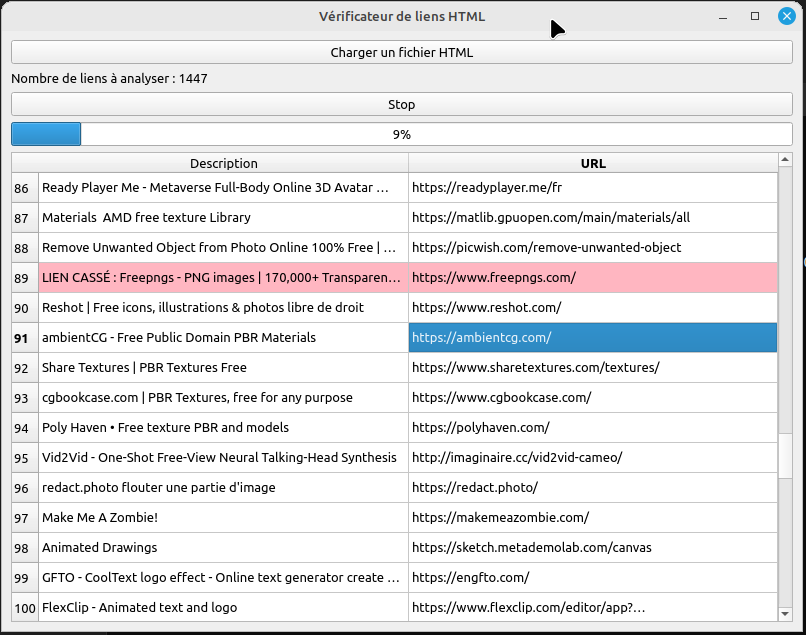 Vérificateur de liens HTML
Charger un fichier HTML
Nombre de liens à analyser : 1447
Stop
9%
Description URL
86 Ready Player Me - Metaverse Full-Body Online 3D Avatar … https://readyplayer.me/fr
87 Materials  AMD free texture Library https://matlib.gpuopen.com/main/materials/all
88 Remove Unwanted Object from Photo Online 100% Free | … https://picwish.com/remove-unwanted-object
89 LIEN CASSÉ : Freepngs - PNG images | 170,000+ Transparen… https://www.freepngs.com/
90 Reshot | Free icons, illustrations & photos libre de droit https://www.reshot.com/
91 ambientCG - Free Public Domain PBR Materials https://ambientcg.com/
92 Share Textures | PBR Textures Free https://www.sharetextures.com/textures/
93 cgbookcase.com | PBR Textures, free for any purpose https://www.cgbookcase.com/
94 Poly Haven • Free texture PBR and models https://polyhaven.com/
95 Vid2Vid - One-Shot Free-View Neural Talking-Head Synthesis http://imaginaire.cc/vid2vid-cameo/
96 redact.photo flouter une partie d'image https://redact.photo/
97 Make Me A Zombie! https://makemeazombie.com/
98 Animated Drawings https://sketch.metademolab.com/canvas
99 GFTO - CoolText logo effect - Online text generator create … https://engfto.com/
100 FlexClip - Animated text and logo https://www.flexclip.com/editor/app?…